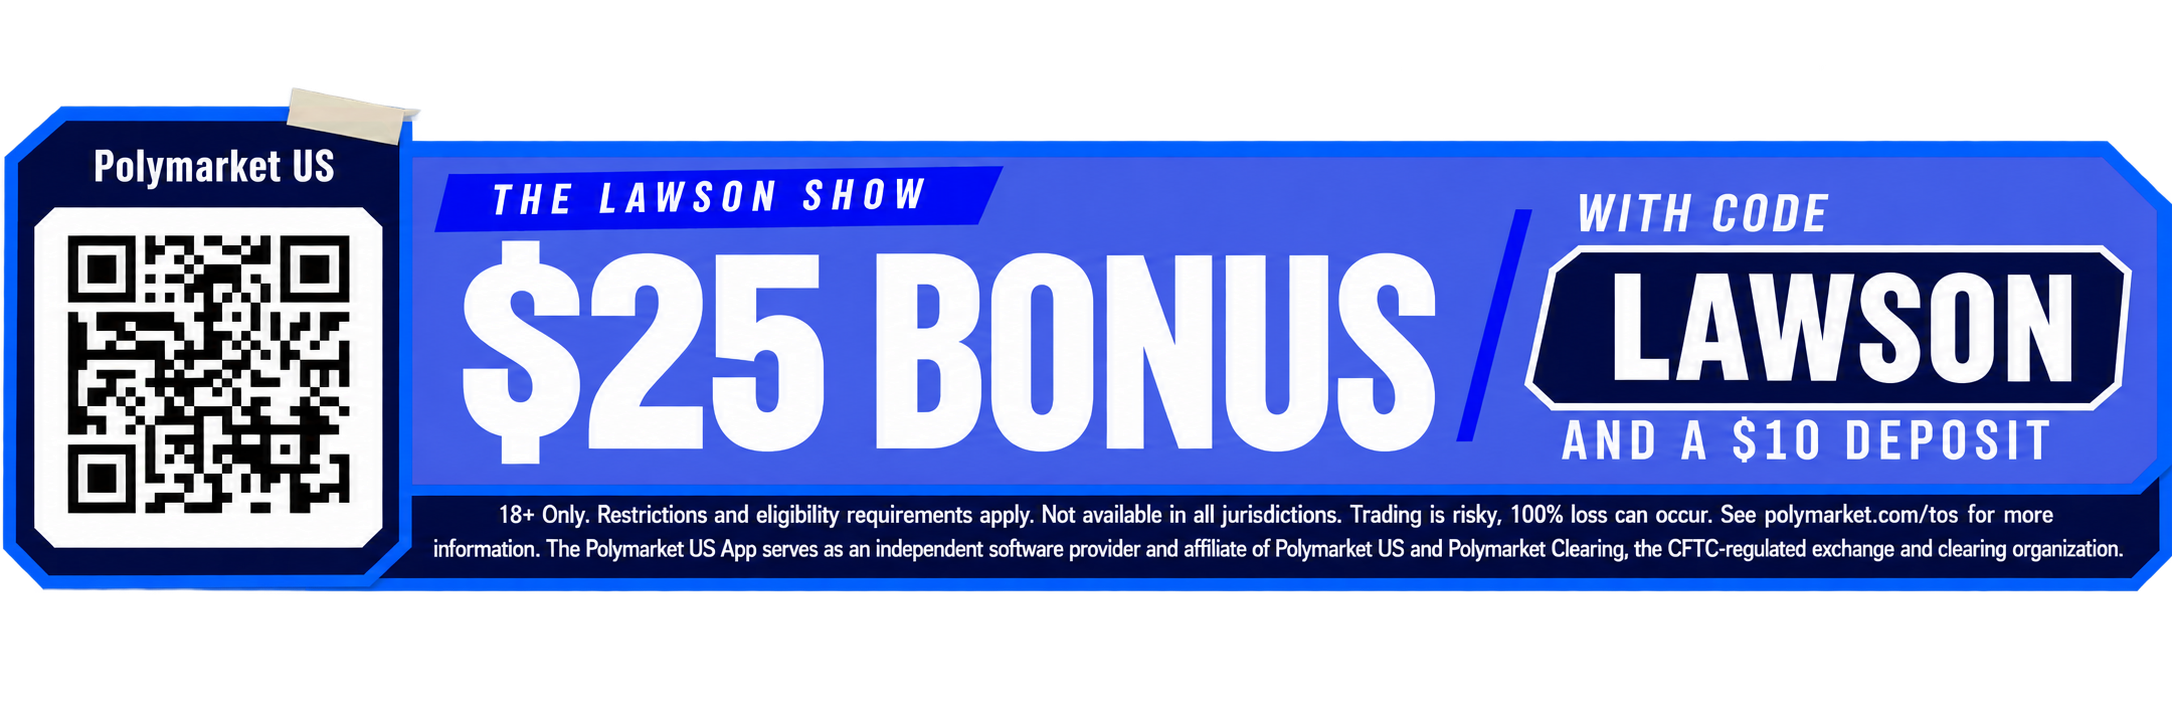 Polymarket US
THE LAWSON SHOW
$25 BONUS
WITH CODE
LAWSON
AND A $10 DEPOSIT
18+ Only. Restrictions and eligibility requirements apply. Not available in all jurisdictions. Trading is risky, 100% loss can occur. See polymarket.com/tos for more
information. The Polymarket US App serves as an independent software provider and affiliate of Polymarket US and Polymarket Clearing, the CFTC-regulated exchange and clearing organization.